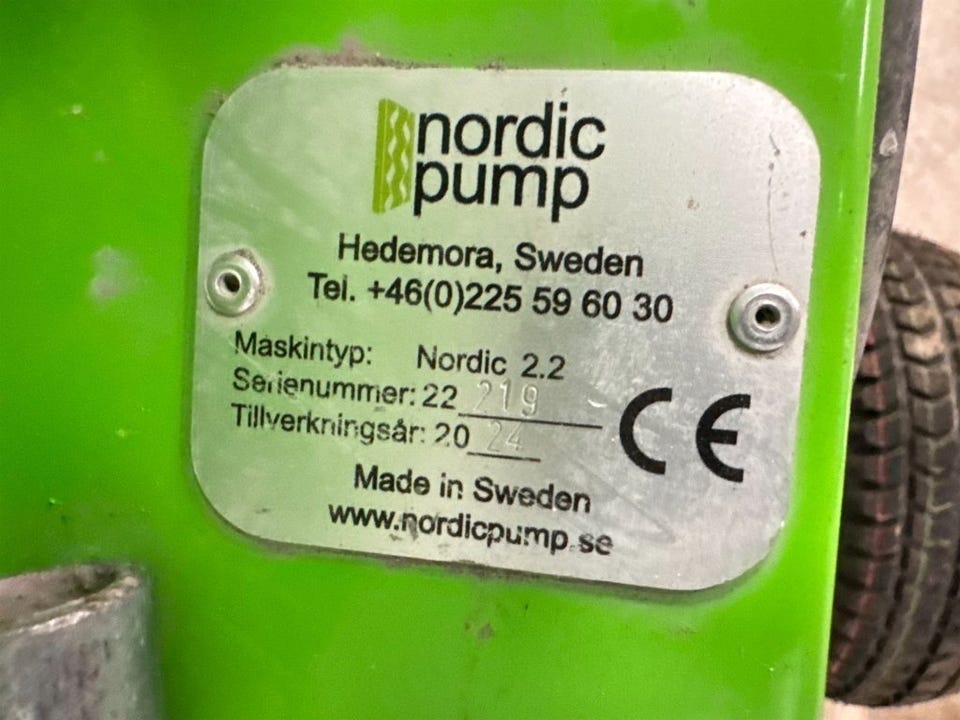 nordic
pump
Hedemora, Sweden
Tel. +46(0)225 59 60 30
Maskintyp: Nordic 2.2
Serienummer: 22 219
Tillverkningsår: 20 24
Made in Sweden
www.nordicpump.se
CE